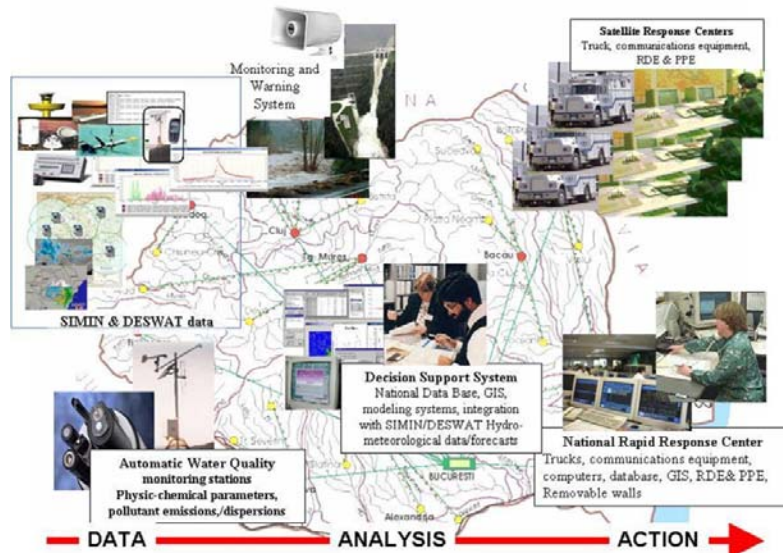 Satellite Response Centers
Truck, communications equipment,
RDE & PPE
Monitoring and
Warning
System
N A
Cluj
Tg. Mures
Bacau
SIMIN & DESWAT data
Decision Support System
National Data Base, GIS,
modeling systems, integration
with SIMIN/DESWAT Hydro-
meteorological data/forecasts
National Rapid Response Center
Trucks, communications equipment,
computers, database, GIS, RDE& PPE,
Removable walls
Automatic Water Quality
monitoring stations
Physic-chemical parameters,
pollutant emissions,/dispersions
BUCURESTI
Alexandria
DATA ANALYSIS ACTION